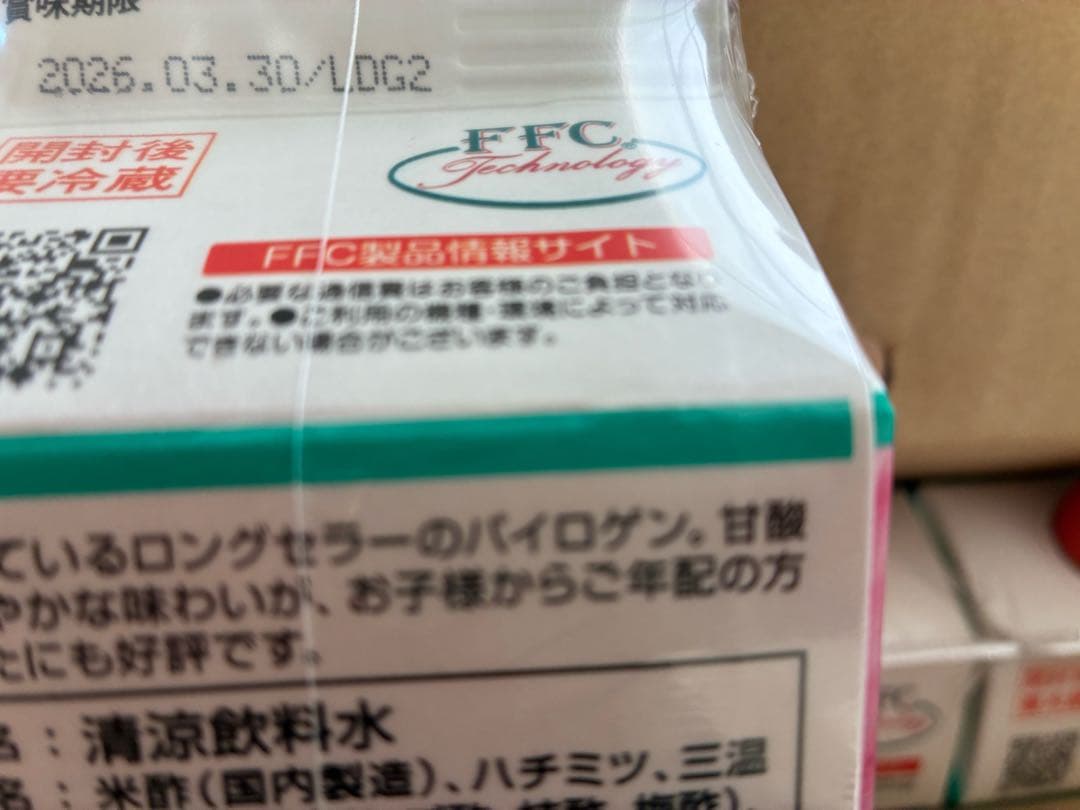 賞味期限
2026.03.30/LDG2
FFC
Technology
開封後
要冷蔵
FFC製品情報サイト
●必要な通信費はお客様のご負担となり
ます。●ご利用の機種・環境によって対応
できない場合がございます。
ているロングセラーのパイロゲン。甘酸
やかな味わいが、お子様からご年配の方
たにも好評です。
名：清涼飲料水
名：米酢(国内製造)、ハチミツ、三温
梅酢)、